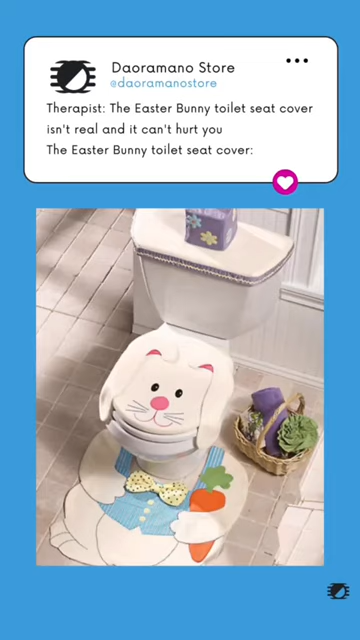 Daoramano Store
@daoramanostore
Therapist: The Easter Bunny toilet seat cover
isn't real and it can't hurt you
The Easter Bunny toilet seat cover: